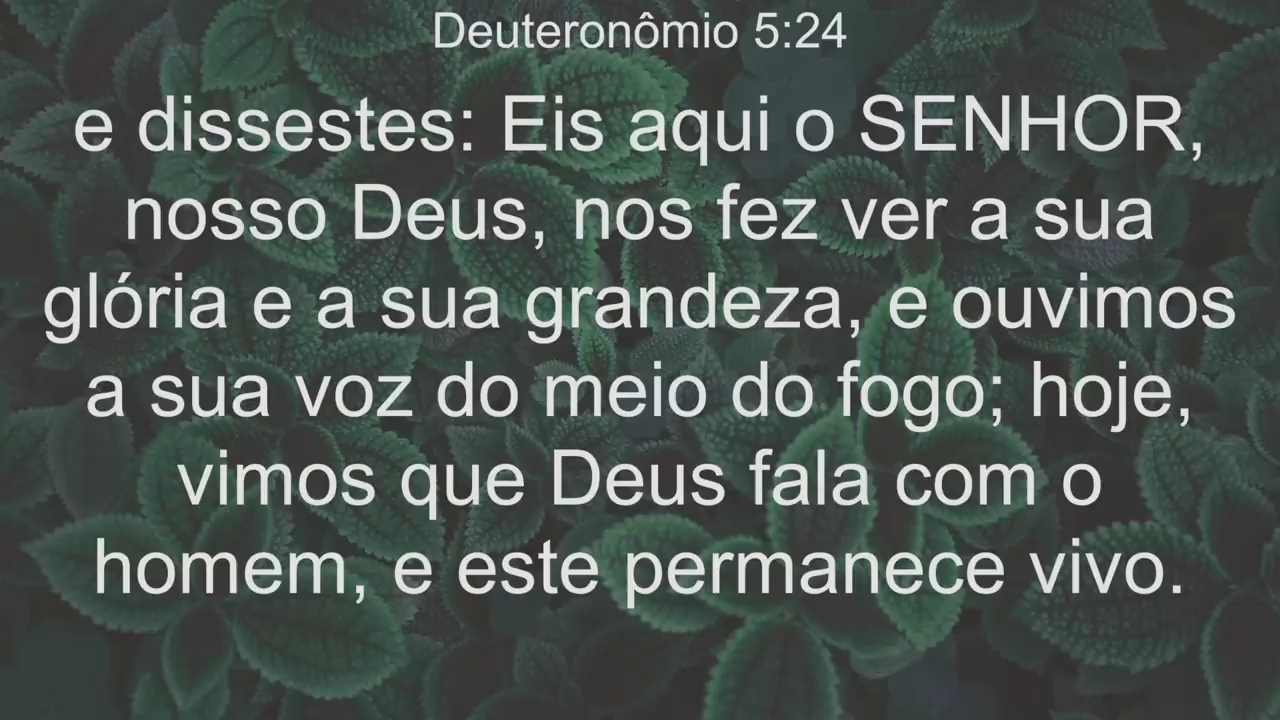 Deuteronômio 5:24
e dissestes: Eis aqui o SENHOR,
nosso Deus, nos fez ver a sua
glória e a sua grandeza, e ouvimos
a sua voz do meio do fogo; hoje,
vimos que Deus fala com o
homem, e este permanece vivo.